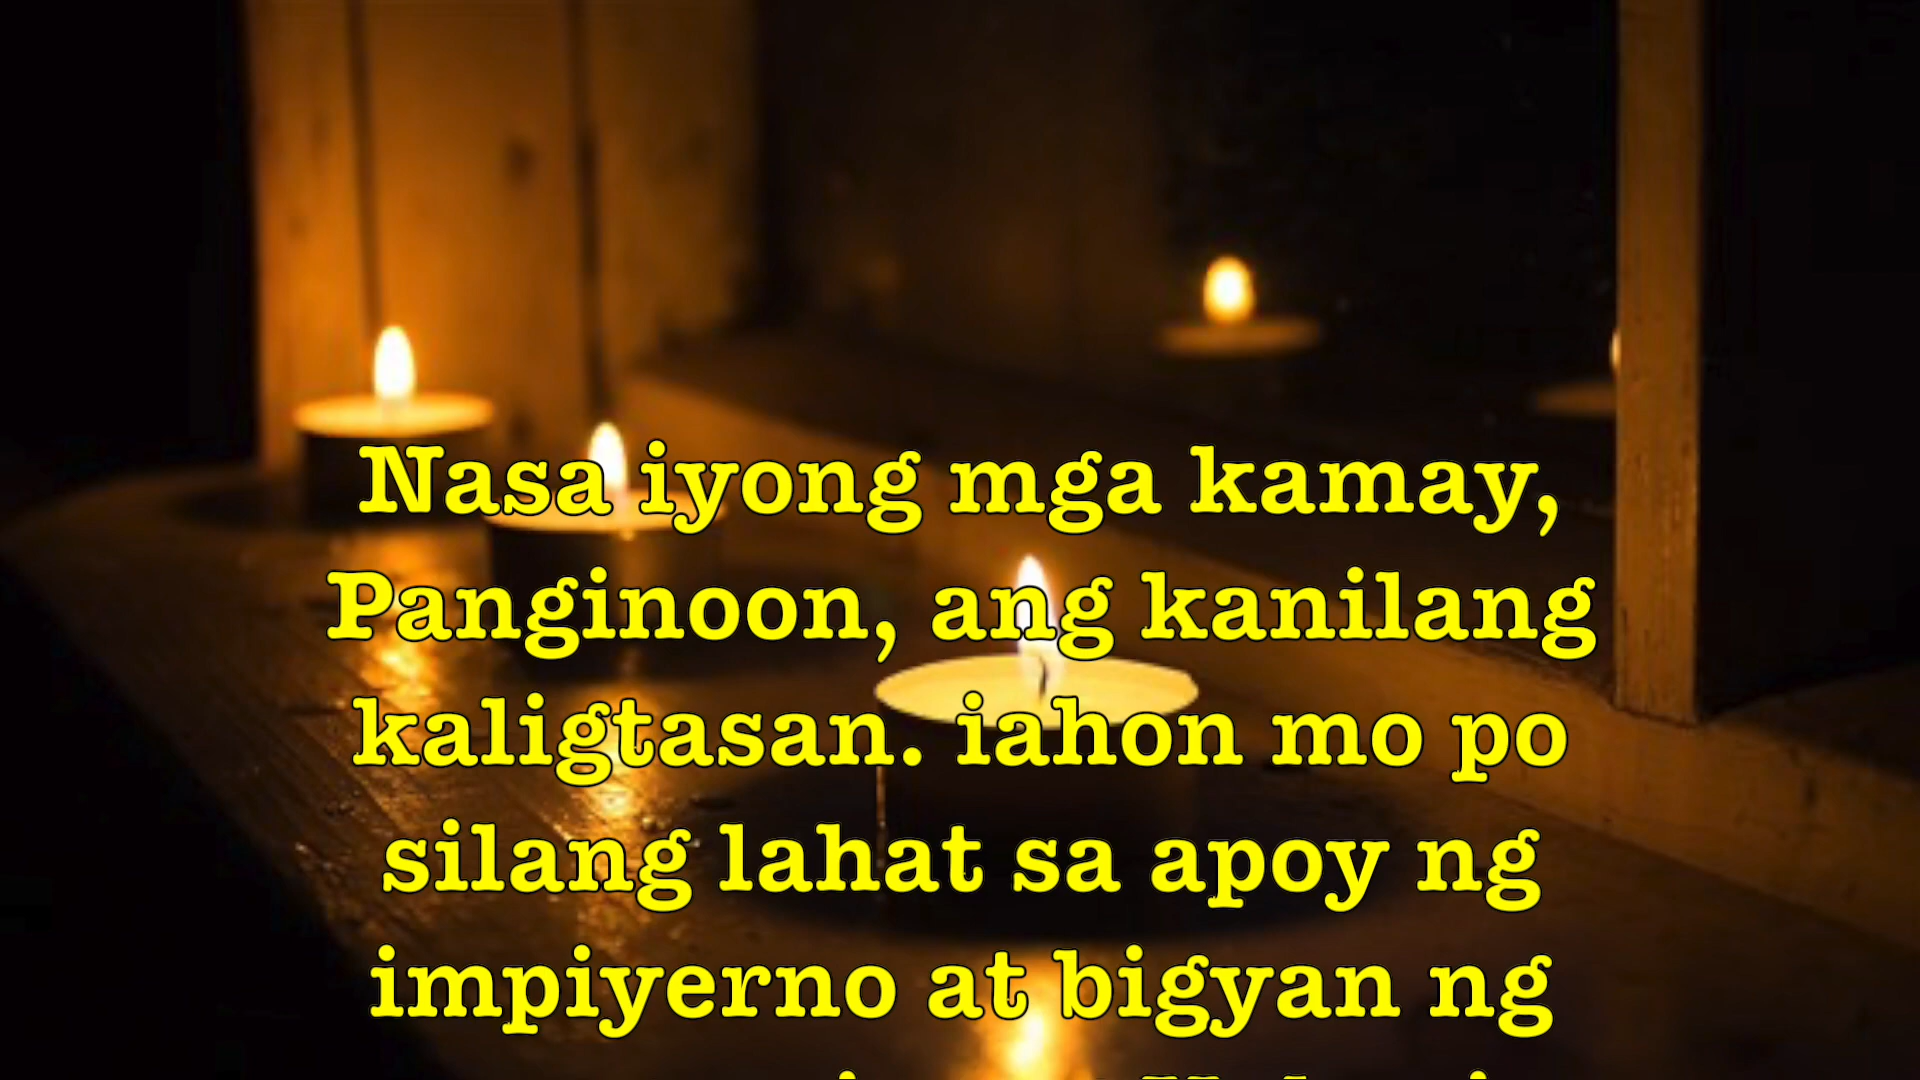 Nasa iyong mga kamay,
Panginoon, ang kanilang
kaligtasan. iahon mo po
silang lahat sa apoy ng
impiyerno at bigyan ng